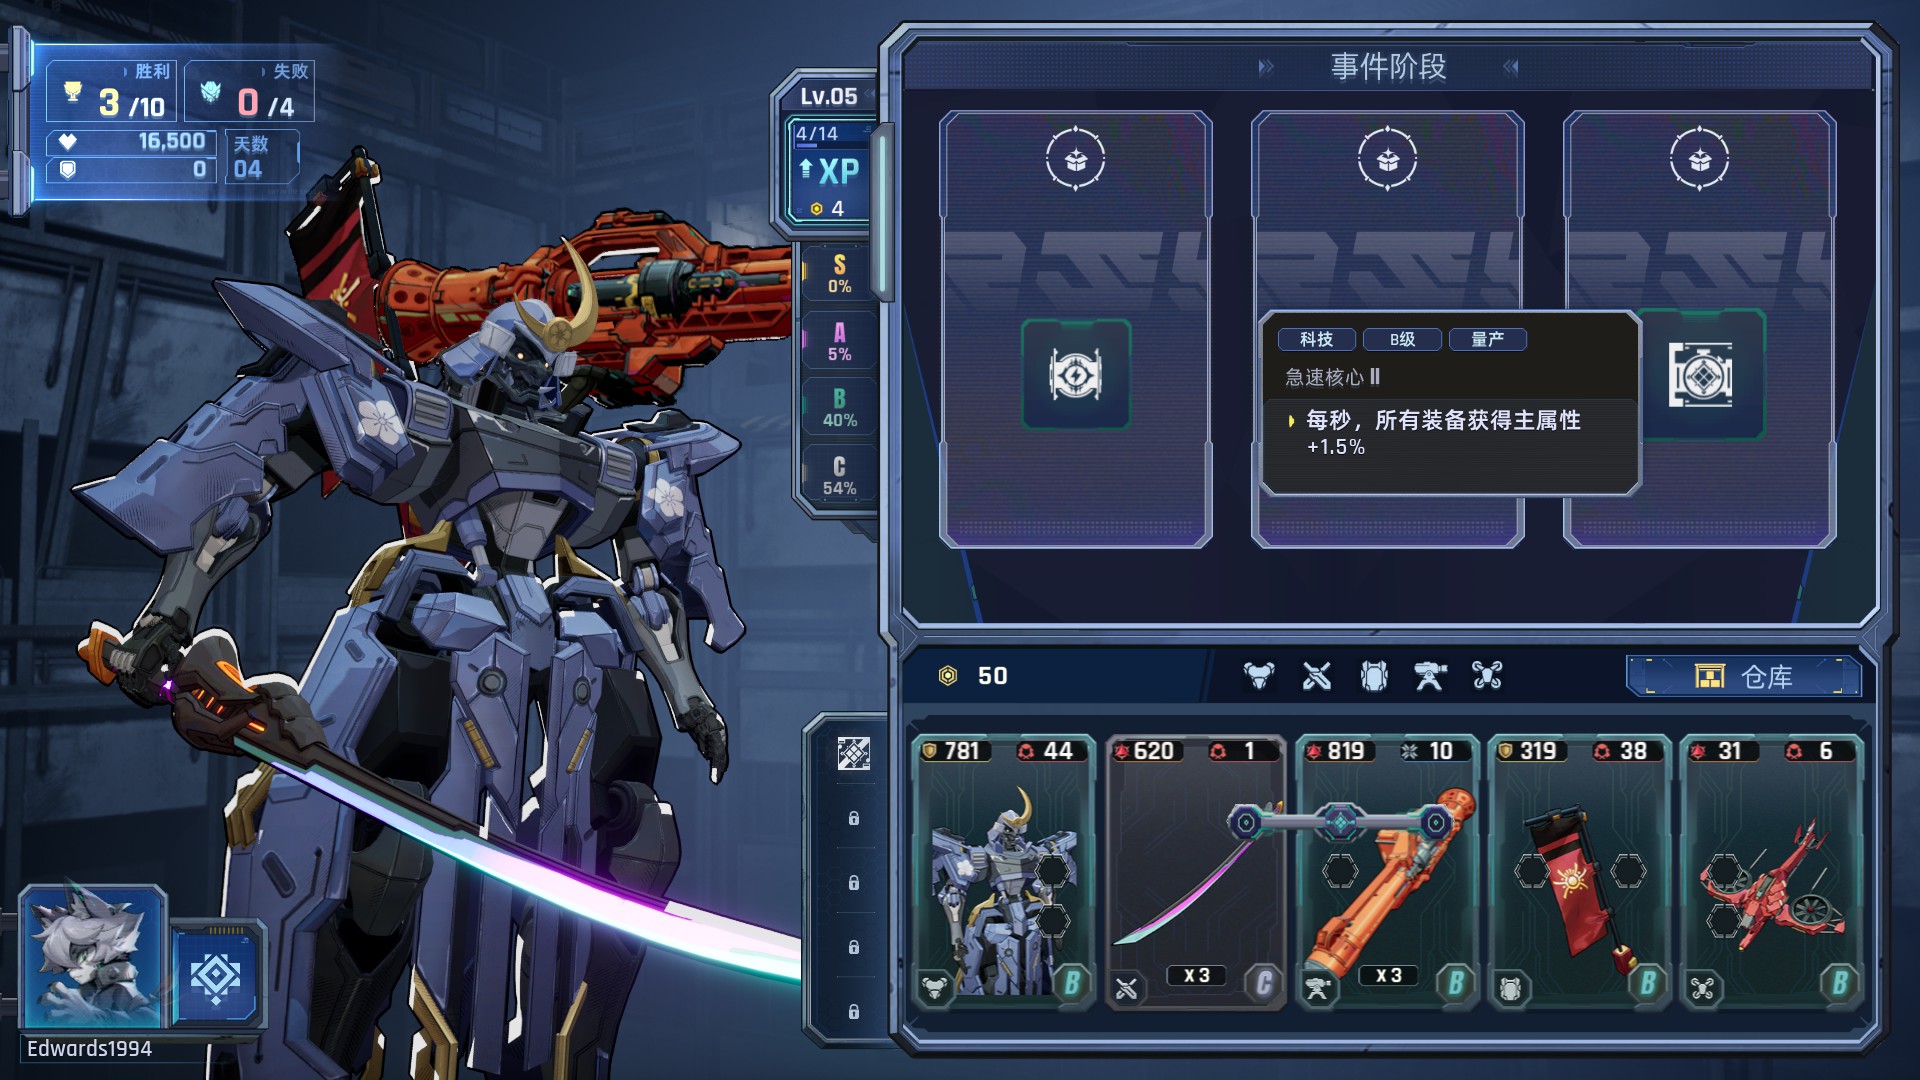 胜利
3 /10
失败
0 /4
16,500
0
天数
04
Lv.05
4/14
XP
4
S
0%
A
5%
B
40%
C
54%
事件阶段
科技
B级
量产
急速核心 II
每秒，所有装备获得主属性
+1.5%
50
仓库
781
44
B
620
1
x 3
C
819
10
x 3
B
319
38
B
31
6
B
Edwards1994